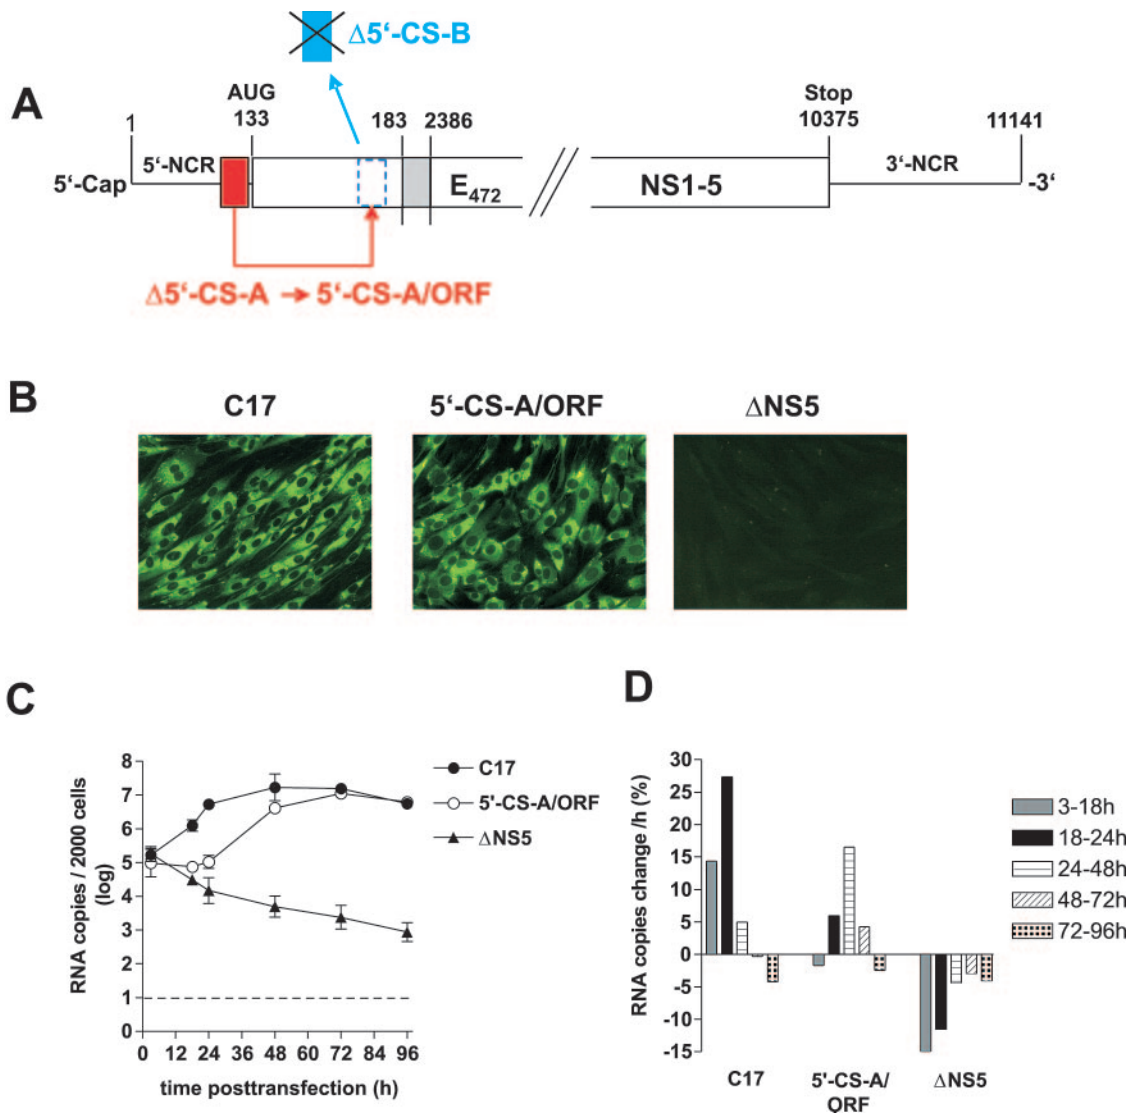 Δ5‘-CS-B
A
AUG
1 133 183 2386
Stop
10375 11141
5‘-Cap 5‘-NCR E472 NS1-5 3‘-NCR -3‘
Δ5‘-CS-A → 5‘-CS-A/ORF
B
C17 5‘-CS-A/ORF ΔNS5
C
RNA copies / 2000 cells
(log)
8
7
6
5
4
3
2
1
0
0 12 24 36 48 60 72 84 96
time posttransfection (h)
C17
5'-CS-A/ORF
ΔNS5
D
RNA copies change /h (%)
30
25
20
15
10
5
0
-5
-10
-15
C17 5'-CS-A/
ORF ΔNS5
3-18h
18-24h
24-48h
48-72h
72-96h